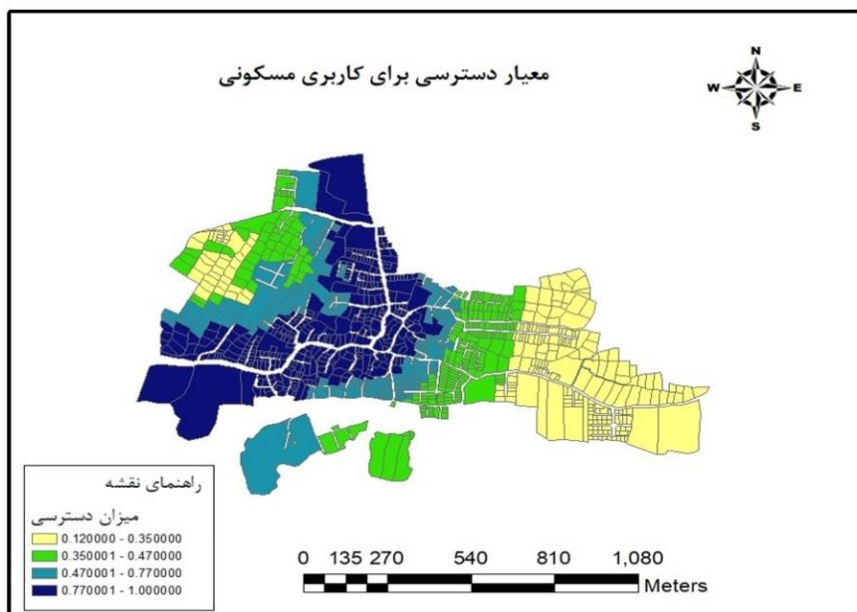 معیار دسترسی برای کاربری مسکونی
N
W E
S
راهنمای نقشه
میزان دسترسی
0.120000 - 0.350000
0.350001 - 0.470000
0.470001 - 0.770000
0.770001 - 1.000000
0 135 270 540 810 1,080
Meters